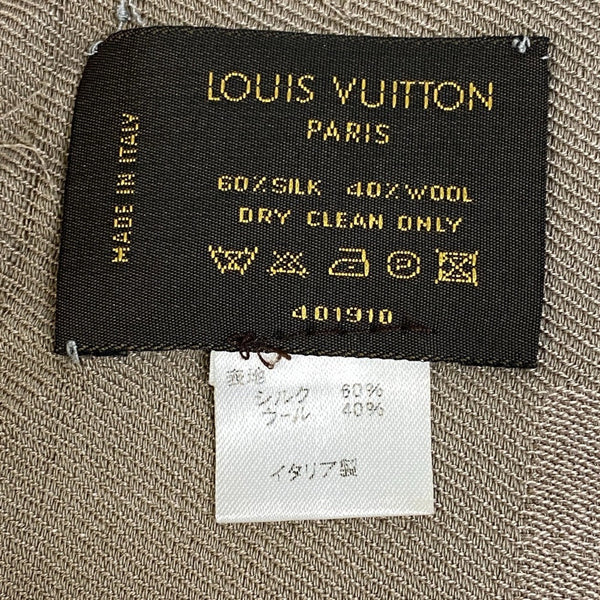 LOUIS VUITTON
PARIS
MADE IN ITALY
60%SILK 40%WOOL
DRY CLEAN ONLY
401910
表地
シルク 60%
ウール 40%
イタリア製